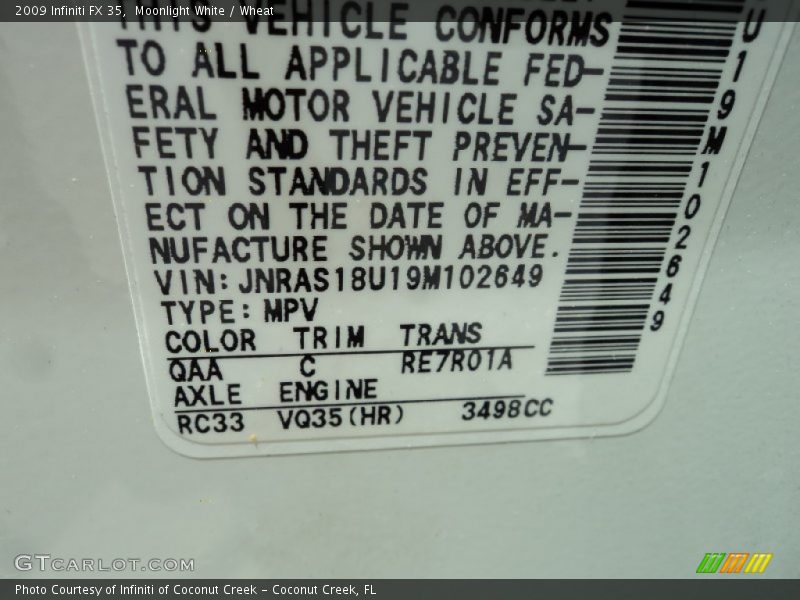 2009 Infiniti FX 35, Moonlight White / Wheat
THIS VEHICLE CONFORMS
TO ALL APPLICABLE FED-
ERAL MOTOR VEHICLE SA-
FETY AND THEFT PREVEN-
TION STANDARDS IN EFF-
ECT ON THE DATE OF MA-
NUFACTURE SHOWN ABOVE.
VIN: JNRAS18U19M102649
TYPE: MPV
COLOR TRIM TRANS
QAA C RE7R01A
AXLE ENGINE
RC33 VQ35(HR) 3498CC
U19M102649
GTCARLOT.COM
Photo Courtesy of Infiniti of Coconut Creek – Coconut Creek, FL